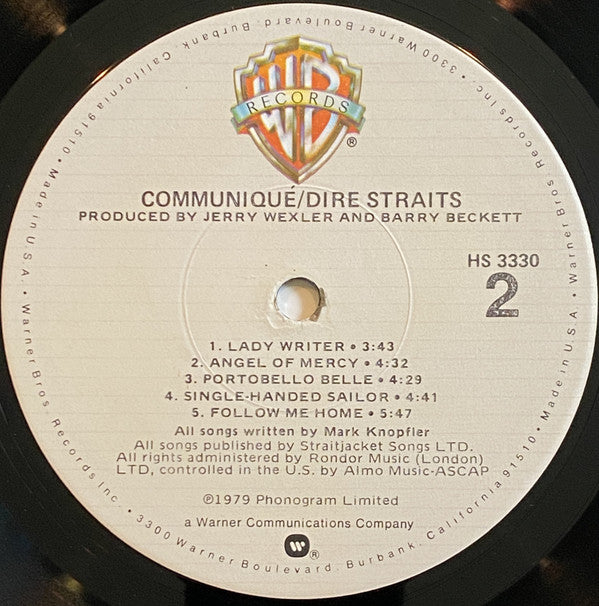 WB
RECORDS
®
COMMUNIQUÉ/DIRE STRAITS
PRODUCED BY JERRY WEXLER AND BARRY BECKETT
HS 3330
2
1. LADY WRITER • 3:43
2. ANGEL OF MERCY • 4:32
3. PORTOBELLO BELLE • 4:29
4. SINGLE-HANDED SAILOR • 4:41
5. FOLLOW ME HOME • 5:47
All songs written by Mark Knopfler
All songs published by Straitjacket Songs LTD.
All rights administered by Rondor Music (London)
LTD, controlled in the U.S. by Almo Music-ASCAP
℗1979 Phonogram Limited
a Warner Communications Company
®
Made in U.S.A. • Warner Bros. Records Inc. • 3300 Warner Boulevard, Burbank, California 91510 • Made in U.S.A. • Warner Bros. Records Inc. • 3300 Warner Boulevard, Burbank, California 91510 •